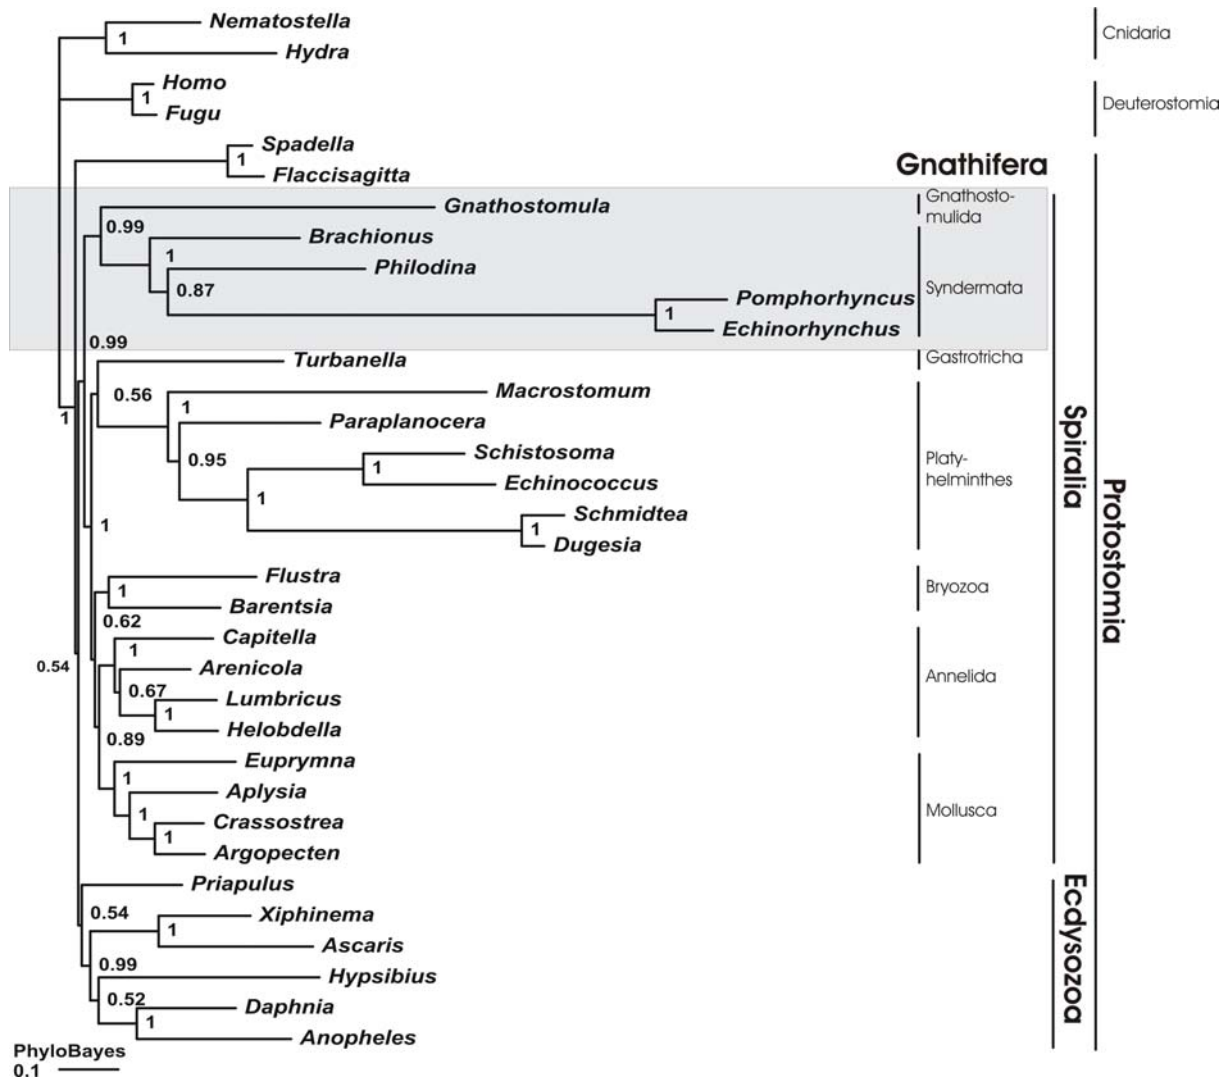 Nematostella
1
Hydra
Cnidaria
Homo
1
Fugu
Deuterostomia
Spadella
1
Flaccisagitta
Gnathifera
Gnathostomula
Gnathosto-
mulida
0.99
Brachionus
1
Philodina
0.87
Syndermata
Pomphorhyncus
1
Echinorhynchus
0.99
Turbanella
Gastrotricha
0.56
Macrostomum
1
1
Paraplanocera
0.95
Schistosoma
1
Echinococcus
Platy-
helminthes
1
Schmidtea
1
Dugesia
1
Spiralia
Protostomia
Flustra
1
Barentsia
Bryozoa
0.62
Capitella
1
Arenicola
0.54
0.67
Lumbricus
1
Helobdella
Annelida
0.89
Euprymna
1
Aplysia
1
Crassostrea
1
Argopecten
Mollusca
Priapulus
0.54
Xiphinema
1
Ascaris
0.99
Hypsibius
0.52
Daphnia
1
Anopheles
Ecdysozoa
PhyloBayes
0.1